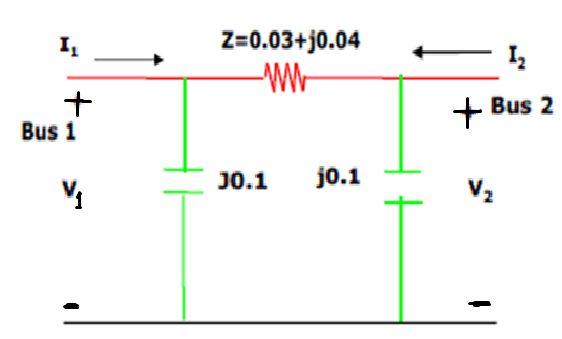 Z=0.03+j0.04
I₁
I₂
+
+
Bus 1
Bus 2
J0.1
j0.1
V₁
V₂
-
-